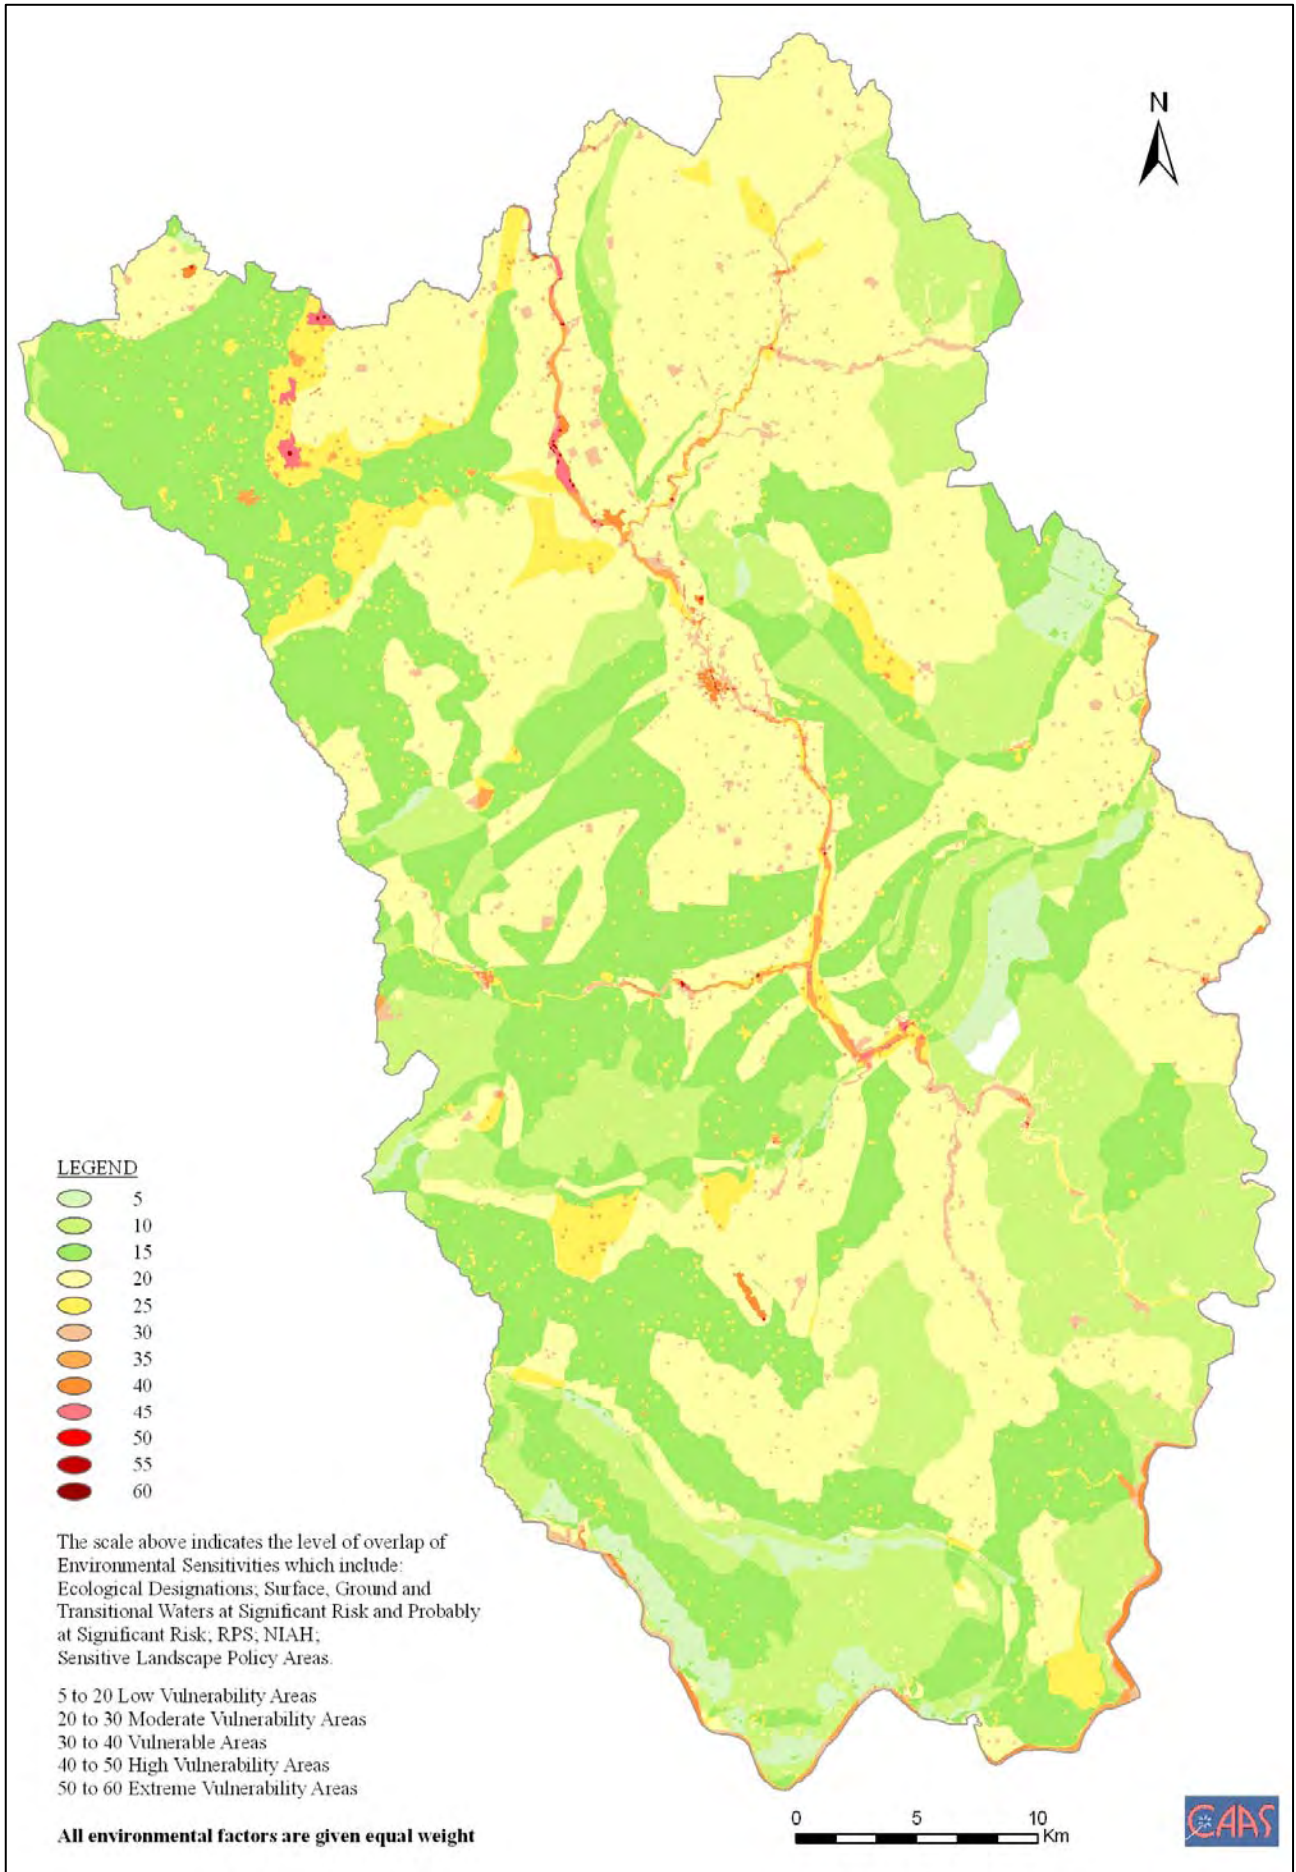 N
LEGEND
5
10
15
20
25
30
35
40
45
50
55
60
The scale above indicates the level of overlap of
Environmental Sensitivities which include:
Ecological Designations; Surface, Ground and
Transitional Waters at Significant Risk and Probably
at Significant Risk; RPS; NIAH;
Sensitive Landscape Policy Areas.
5 to 20 Low Vulnerability Areas
20 to 30 Moderate Vulnerability Areas
30 to 40 Vulnerable Areas
40 to 50 High Vulnerability Areas
50 to 60 Extreme Vulnerability Areas
All environmental factors are given equal weight
0 5 10
Km
CAAS